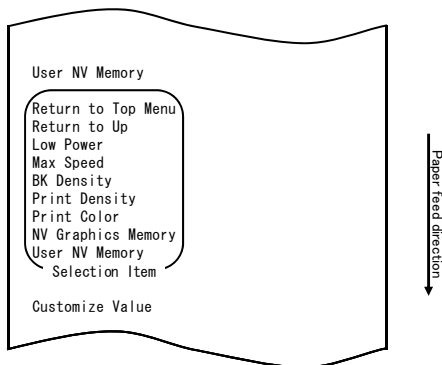 User NV Memory
Return to Top Menu
Return to Up
Low Power
Max Speed
BK Density
Print Density
Print Color
NV Graphics Memory
User NV Memory
Selection Item
Customize Value
Paper feed direction